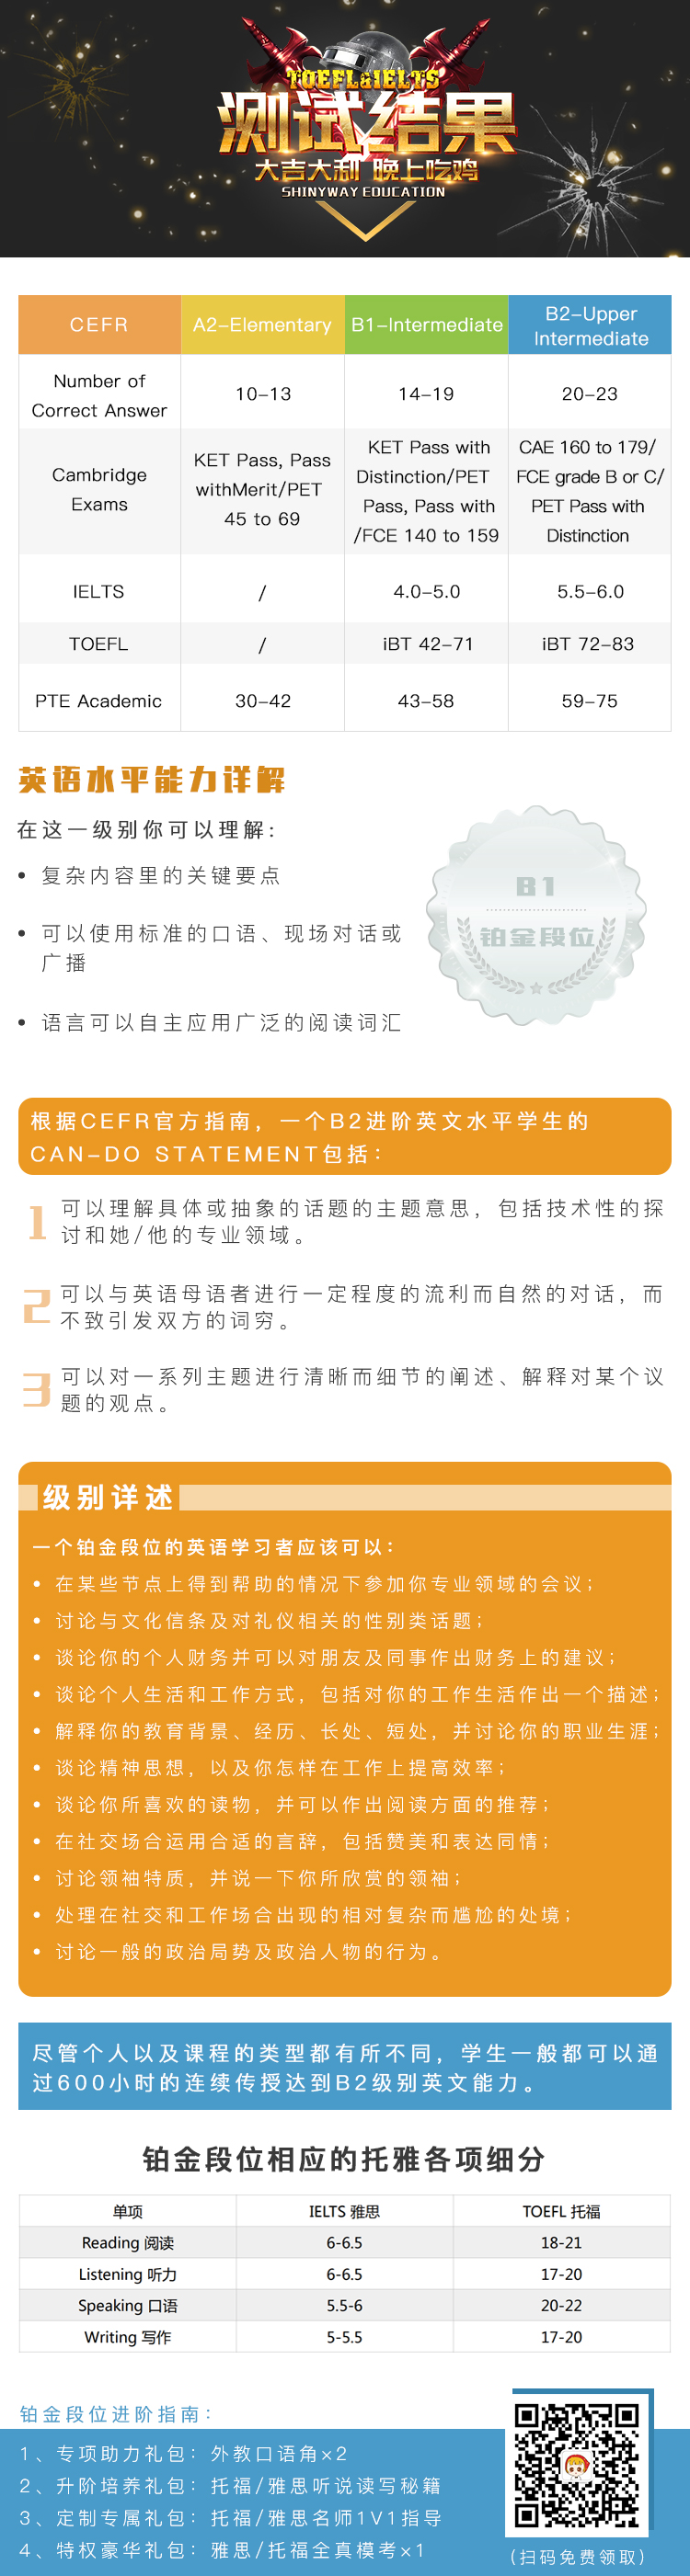 TOEFL&IELTS
测试结果
大吉大利 晚上吃鸡
SHINYWAY EDUCATION
CEFR
A2-Elementary
B1-Intermediate
B2-Upper
Intermediate
Number of
Correct Answer
10-13
14-19
20-23
Cambridge
Exams
KET Pass, Pass
withMerit/PET
45 to 69
KET Pass with
Distinction/PET
Pass, Pass with
/FCE 140 to 159
CAE 160 to 179/
FCE grade B or C/
PET Pass with
Distinction
IELTS
/
4.0-5.0
5.5-6.0
TOEFL
/
iBT 42-71
iBT 72-83
PTE Academic
30-42
43-58
59-75
英语水平能力详解
在这一级别你可以理解:
• 复杂内容里的关键要点
• 可以使用标准的口语、现场对话或
广播
• 语言可以自主应用广泛的阅读词汇
B1
铂金段位
根据CEFR官方指南，一个B2进阶英文水平学生的
CAN-DO STATEMENT包括:
1
可以理解具体或抽象的话题的主题意思，包括技术性的探
讨和她/他的专业领域。
2
可以与英语母语者进行一定程度的流利而自然的对话，而
不致引发双方的词穷。
3
可以对一系列主题进行清晰而细节的阐述、解释对某个议
题的观点。
级别详述
一个铂金段位的英语学习者应该可以:
• 在某些节点上得到帮助的情况下参加你专业领域的会议;
• 讨论与文化信条及对礼仪相关的性别类话题;
• 谈论你的个人财务并可以对朋友及同事作出财务上的建议;
• 谈论个人生活和工作方式，包括对你的工作生活作出一个描述;
• 解释你的教育背景、经历、长处、短处，并讨论你的职业生涯;
• 谈论精神思想，以及你怎样在工作上提高效率;
• 谈论你所喜欢的读物，并可以作出阅读方面的推荐;
• 在社交场合运用合适的言辞，包括赞美和表达同情;
• 讨论领袖特质，并说一下你所欣赏的领袖;
• 处理在社交和工作场合出现的相对复杂而尴尬的处境;
• 讨论一般的政治局势及政治人物的行为。
尽管个人以及课程的类型都有所不同，学生一般都可以通
过600小时的连续传授达到B2级别英文能力。
铂金段位相应的托雅各项细分
单项
IELTS 雅思
TOEFL 托福
Reading 阅读
6-6.5
18-21
Listening 听力
6-6.5
17-20
Speaking 口语
5.5-6
20-22
Writing 写作
5-5.5
17-20
铂金段位进阶指南:
1、专项助力礼包: 外教口语角×2
2、升阶培养礼包: 托福/雅思听说读写秘籍
3、定制专属礼包: 托福/雅思名师1V1指导
4、特权豪华礼包: 雅思/托福全真模考×1
(扫码免费领取)